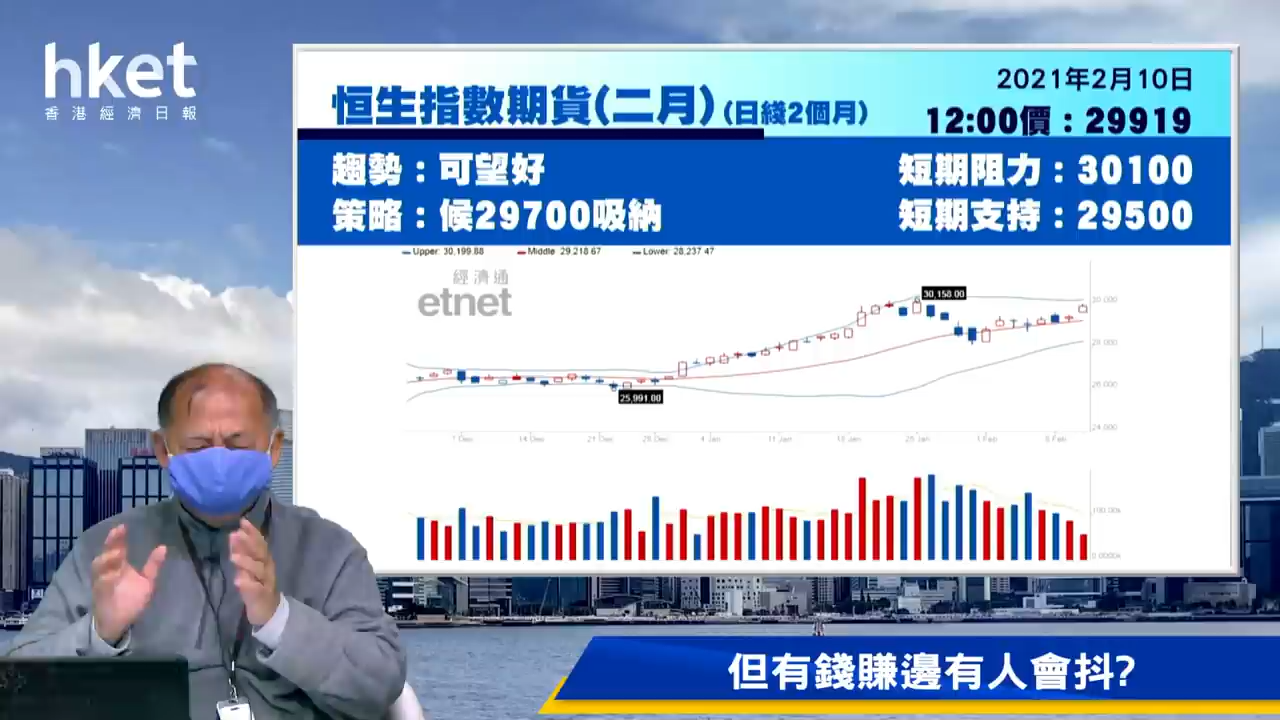 hket
香港經濟日報
恒生指數期貨(二月)(日綫2個月)
2021年2月10日
12:00價：29919
趨勢：可望好
短期阻力：30100
策略：候29700吸納
短期支持：29500
Upper: 30,199.88 Middle 29,218.67 Lower: 28,237.47
經濟通
etnet
30,158.00
30,000
28,000
26,000
25,991.00
24,000
7 Dec 14 Dec 21 Dec 28 Dec 4 Jan 11 Jan 18 Jan 25 Jan 1 Feb 8 Feb
100.00k
0.0000k
但有錢賺邊有人會抖?